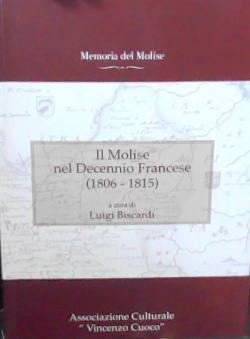 Memoria del Molise
Il Molise
nel Decennio Francese
(1806 - 1815)
a cura di
Luigi Biscardi
Associazione Culturale
" Vincenzo Cuoco"